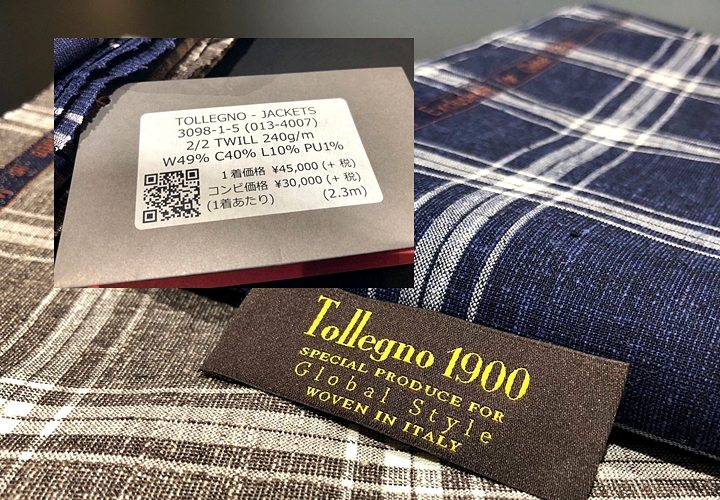 TOLLEGNO - JACKETS
3098-1-5 (013-4007)
2/2 TWILL 240g/m
W49% C40% L10% PU1%
1着価格 ¥45,000 (+ 税)
コンビ価格 ¥30,000 (+ 税)
(1着あたり) (2.3m)
Tollegno 1900
SPECIAL PRODUCE FOR
Global Style
WOVEN IN ITALY